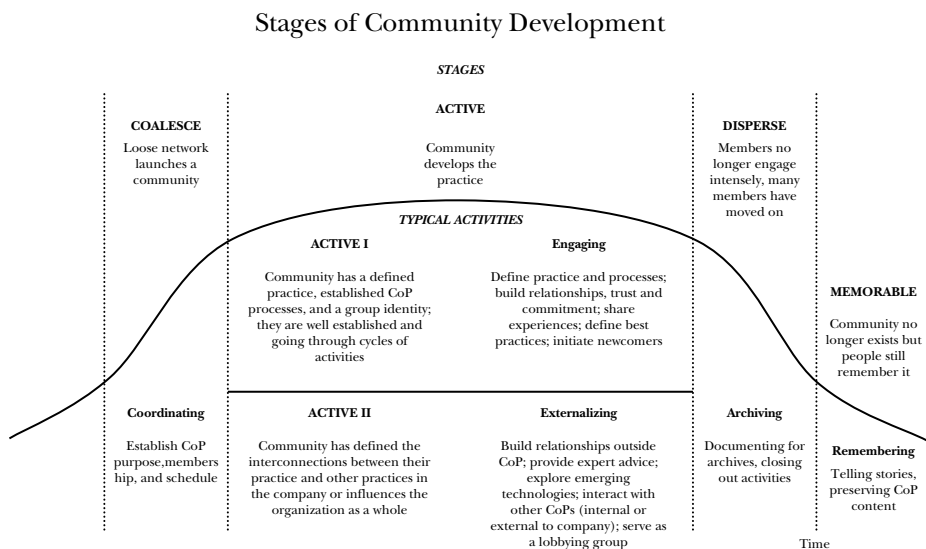 Stages of Community Development
STAGES
COALESCE
Loose network
launches a
community
ACTIVE
Community
develops the
practice
DISPERSE
Members no
longer engage
intensely, many
members have
moved on
TYPICAL ACTIVITIES
ACTIVE I
Community has a defined
practice, established CoP
processes, and a group identity;
they are well established and
going through cycles of
activities
Engaging
Define practice and processes;
build relationships, trust and
commitment; share
experiences; define best
practices; initiate newcomers
MEMORABLE
Community no
longer exists but
people still
remember it
Coordinating
Establish CoP
purpose,members
hip, and schedule
ACTIVE II
Community has defined the
interconnections between their
practice and other practices in
the company or influences the
organization as a whole
Externalizing
Build relationships outside
CoP; provide expert advice;
explore emerging
technologies; interact with
other CoPs (internal or
external to company); serve as
a lobbying group
Archiving
Documenting for
archives, closing
out activities
Remembering
Telling stories,
preserving CoP
content
Time